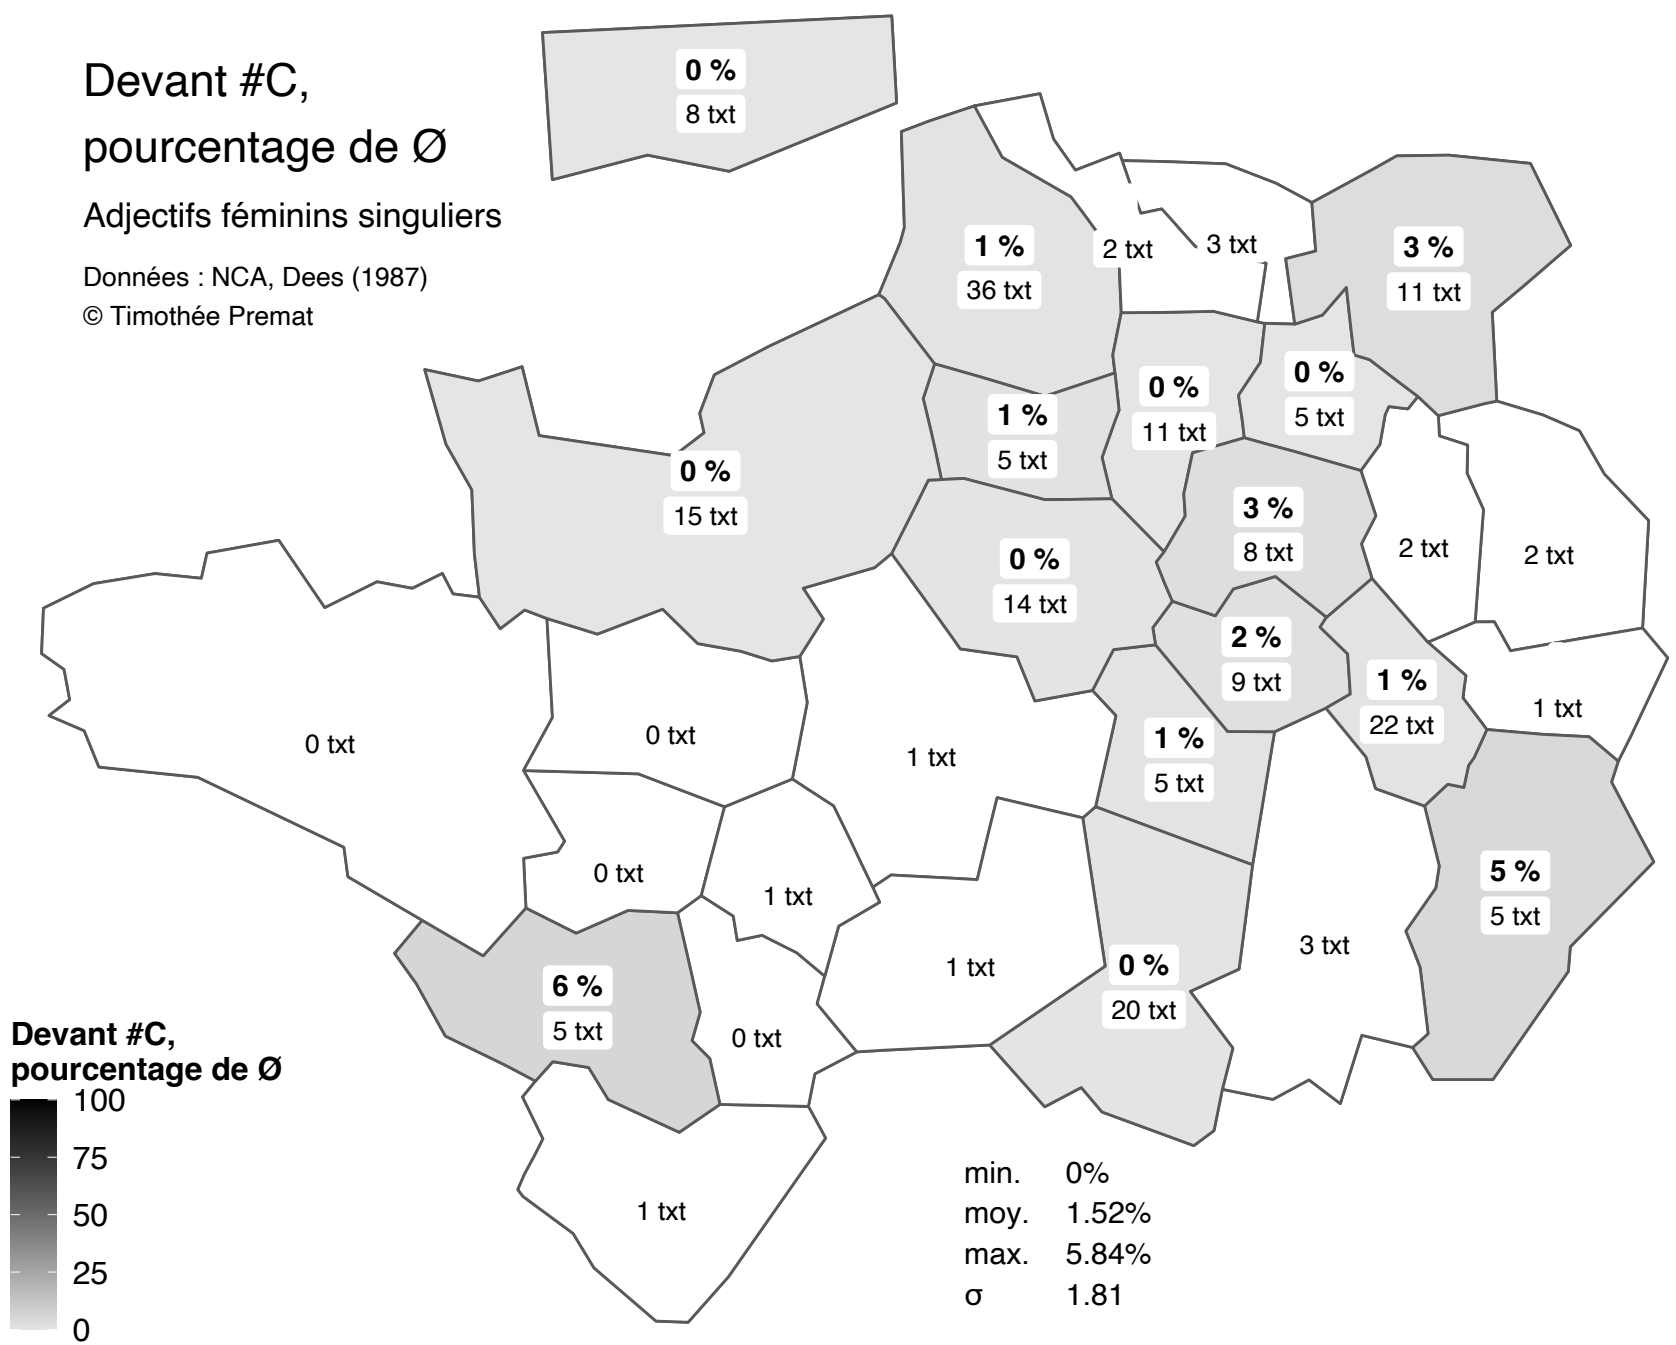 Devant #C,
pourcentage de Ø
Adjectifs féminins singuliers
Données : NCA, Dees (1987)
© Timothée Premat
0 %
8 txt
1 %
36 txt
2 txt
3 txt
3 %
11 txt
0 %
15 txt
1 %
5 txt
0 %
11 txt
0 %
5 txt
0 %
14 txt
3 %
8 txt
2 txt
2 txt
2 %
9 txt
1 %
22 txt
1 txt
0 txt
0 txt
1 txt
1 %
5 txt
0 txt
1 txt
5 %
5 txt
6 %
5 txt
0 txt
1 txt
0 %
20 txt
3 txt
1 txt
Devant #C,
pourcentage de Ø
100
75
50
25
0
min. 0%
moy. 1.52%
max. 5.84%
σ 1.81